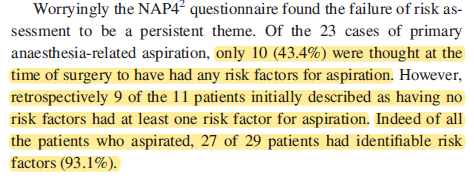 Worryingly the NAP4² questionnaire found the failure of risk as-
sessment to be a persistent theme. Of the 23 cases of primary
anaesthesia-related aspiration, only 10 (43.4%) were thought at the
time of surgery to have had any risk factors for aspiration. However,
retrospectively 9 of the 11 patients initially described as having no
risk factors had at least one risk factor for aspiration. Indeed of all
the patients who aspirated, 27 of 29 patients had identifiable risk
factors (93.1%).